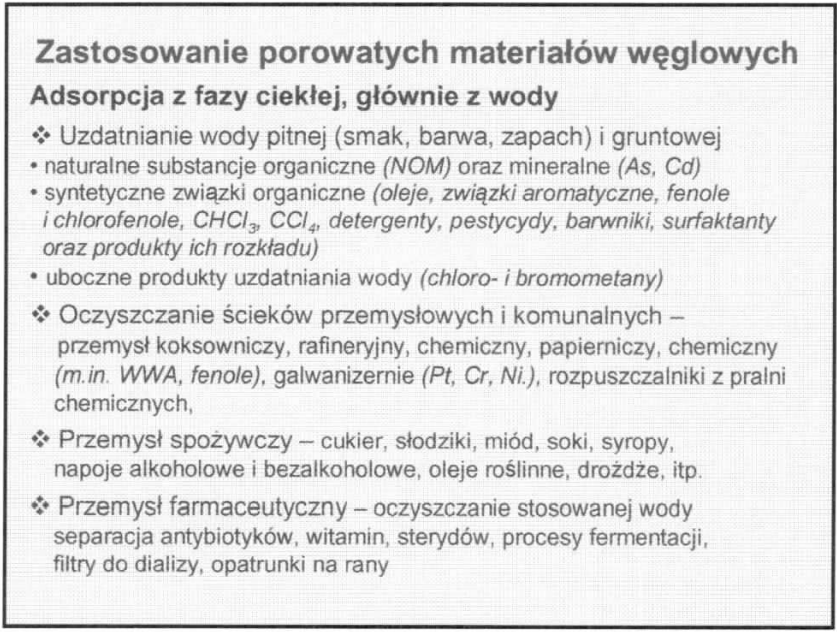 Zastosowanie porowatych materiałów węglowych
Adsorpcja z fazy ciekłej, głównie z wody
❖ Uzdatnianie wody pitnej (smak, barwa, zapach) i gruntowej
• naturalne substancje organiczne (NOM) oraz mineralne (As, Cd)
• syntetyczne związki organiczne (oleje, związki aromatyczne, fenole
i chlorofenole, CHCl₃, CCl₄, detergenty, pestycydy, barwniki, surfaktanty
oraz produkty ich rozkładu)
• uboczne produkty uzdatniania wody (chloro- i bromometany)
❖ Oczyszczanie ścieków przemysłowych i komunalnych –
przemysł koksowniczy, rafineryjny, chemiczny, papierniczy, chemiczny
(m.in. WWA, fenole), galwanizernie (Pt, Cr, Ni.), rozpuszczalniki z pralni
chemicznych,
❖ Przemysł spożywczy – cukier, słodziki, miód, soki, syropy,
napoje alkoholowe i bezalkoholowe, oleje roślinne, drożdże, itp.
❖ Przemysł farmaceutyczny – oczyszczanie stosowanej wody
separacja antybiotyków, witamin, sterydów, procesy fermentacji,
filtry do dializy, opatrunki na rany